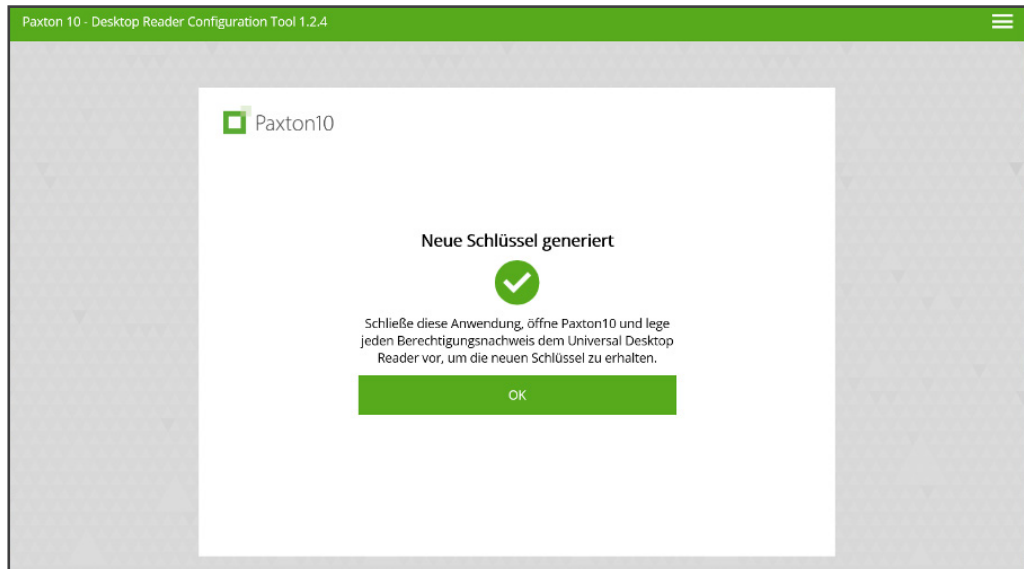 Paxton 10 - Desktop Reader Configuration Tool 1.2.4
Paxton10
Neue Schlüssel generiert
Schließe diese Anwendung, öffne Paxton10 und lege
jeden Berechtigungsnachweis dem Universal Desktop
Reader vor, um die neuen Schlüssel zu erhalten.
OK